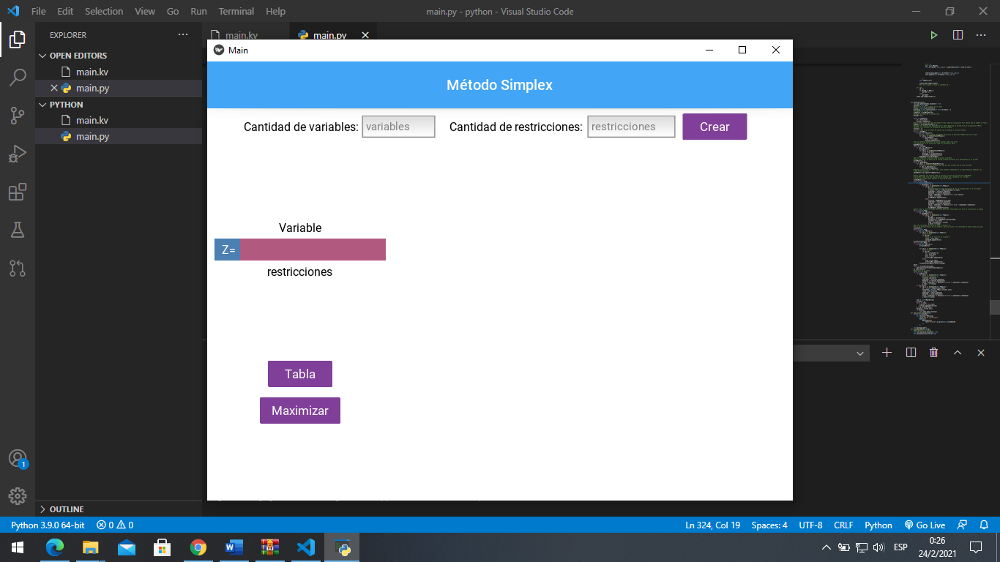 File Edit Selection View Go Run Terminal Help main.py - python - Visual Studio Code
EXPLORER
main.kv
main.py
OPEN EDITORS
main.kv
main.py
PYTHON
main.kv
main.py
OUTLINE
Main
Método Simplex
Cantidad de variables: variables Cantidad de restricciones: restricciones Crear
Variable
Z=
restricciones
Tabla
Maximizar
1
Python 3.9.0 64-bit 0 0 Ln 324, Col 19 Spaces: 4 UTF-8 CRLF Python Go Live
ESP
0:26
24/2/2021